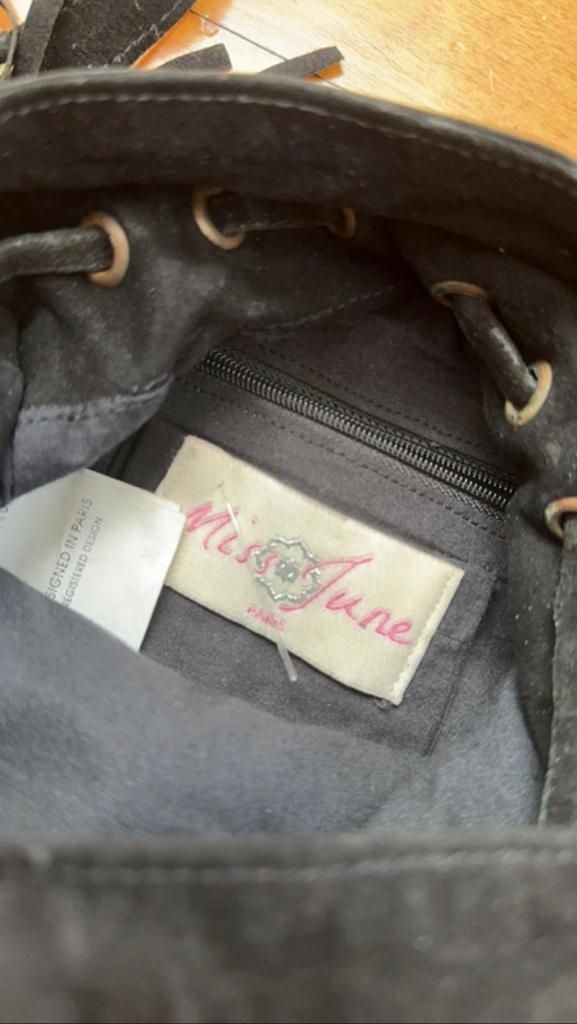 Miss June
PARIS
SIGNED IN PARIS
REGISTERED DESIGN